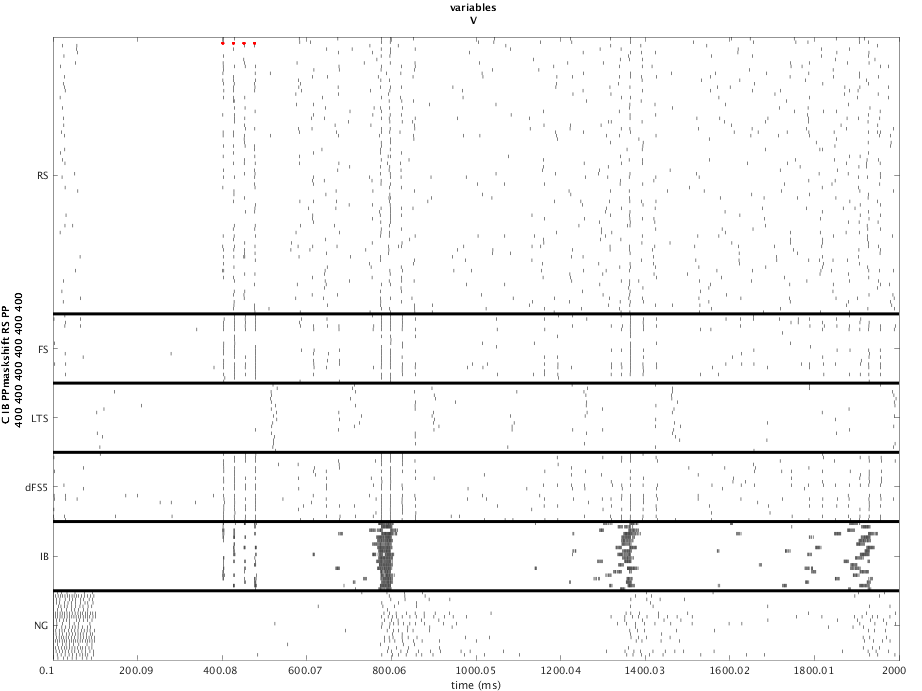 variables
V
RS
FS
LTS
dFS5
IB
NG
C IB PPmaskshift RS PP
400 400 400 400 400 400
0.1 200.09 400.08 600.07 800.06 1000.05 1200.04 1400.03 1600.02 1800.01 2000
time (ms)